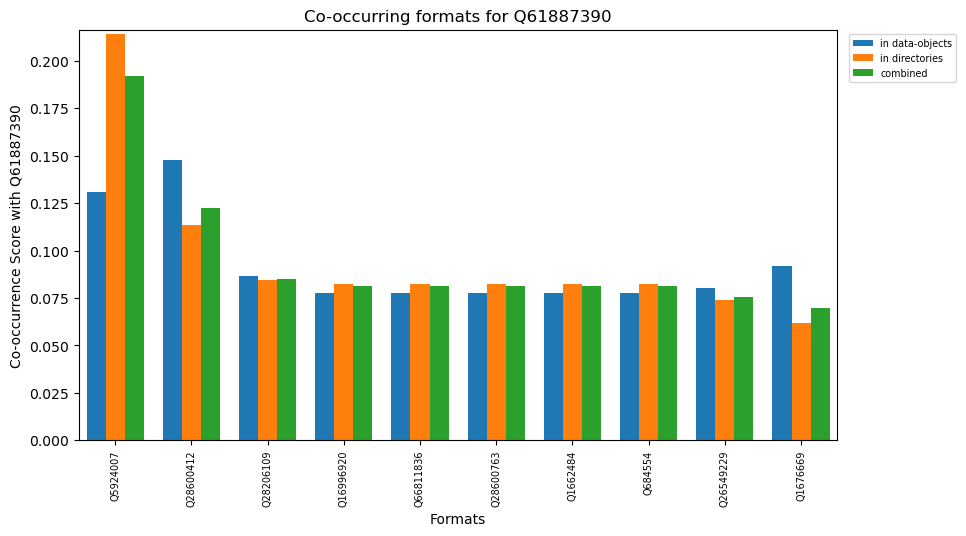 Co-occurring formats for Q61887390
in data-objects
in directories
combined
Co-occurrence Score with Q61887390
0.200
0.175
0.150
0.125
0.100
0.075
0.050
0.025
0.000
Q5924007
Q28600412
Q28206109
Q16996920
Q66811836
Q28600763
Q1662484
Q684554
Q26549229
Q1676669
Formats